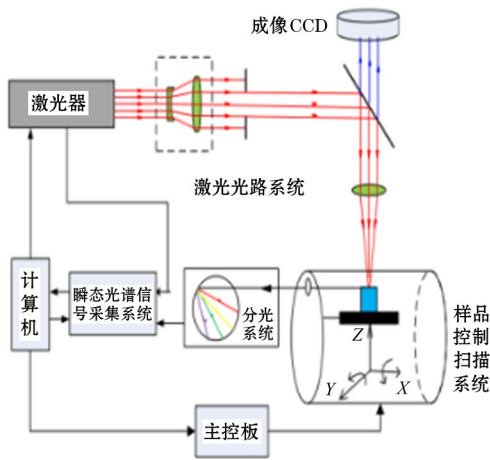 成像CCD
激光器
激光光路系统
计算机
瞬态光谱信
号采集系统
分光系统
Z
Y
X
样品
控制
扫描
系统
主控板